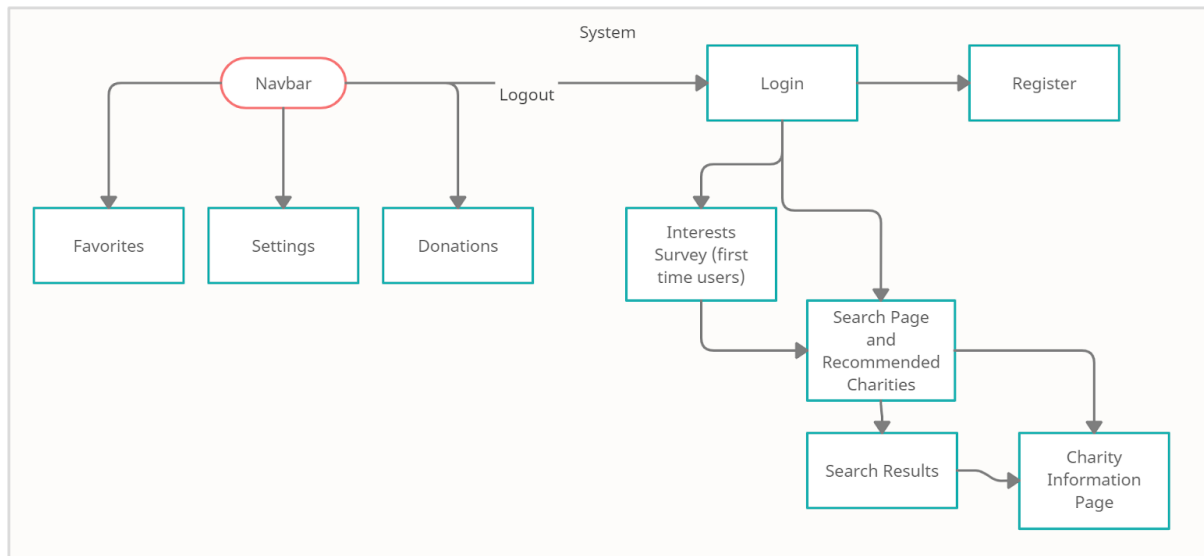 System
Navbar
Logout
Login
Register
Favorites
Settings
Donations
Interests
Survey (first
time users)
Search Page
and
Recommended
Charities
Search Results
Charity
Information
Page